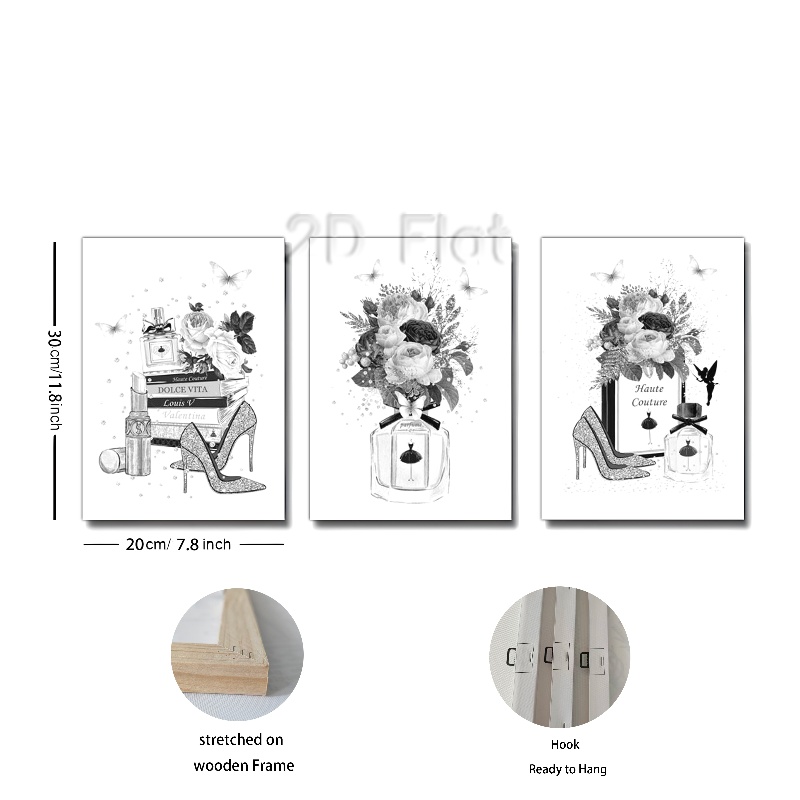 2D Flat
30cm/11.8inch
Haute Couture
DOLCE VITA
Louis V
Valentina
parfums
Haute
Couture
20cm/ 7.8 inch
stretched on
wooden Frame
Hook
Ready to Hang